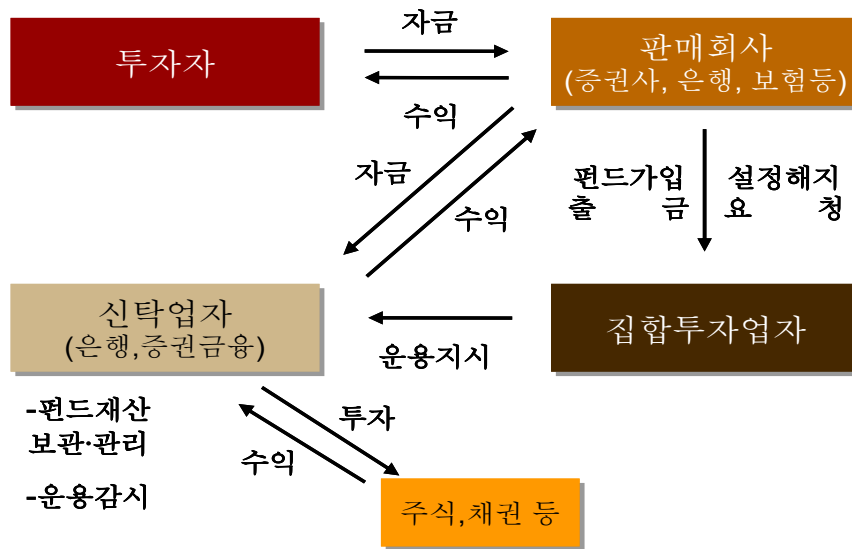 자금
투자자
판매회사
(증권사, 은행, 보험등)
수익
자금
수익
펀드가입 설정해지
출 금 요 청
신탁업자
(은행,증권금융)
집합투자업자
운용지시
-펀드재산
보관·관리
투자
수익
-운용감시
주식,채권 등